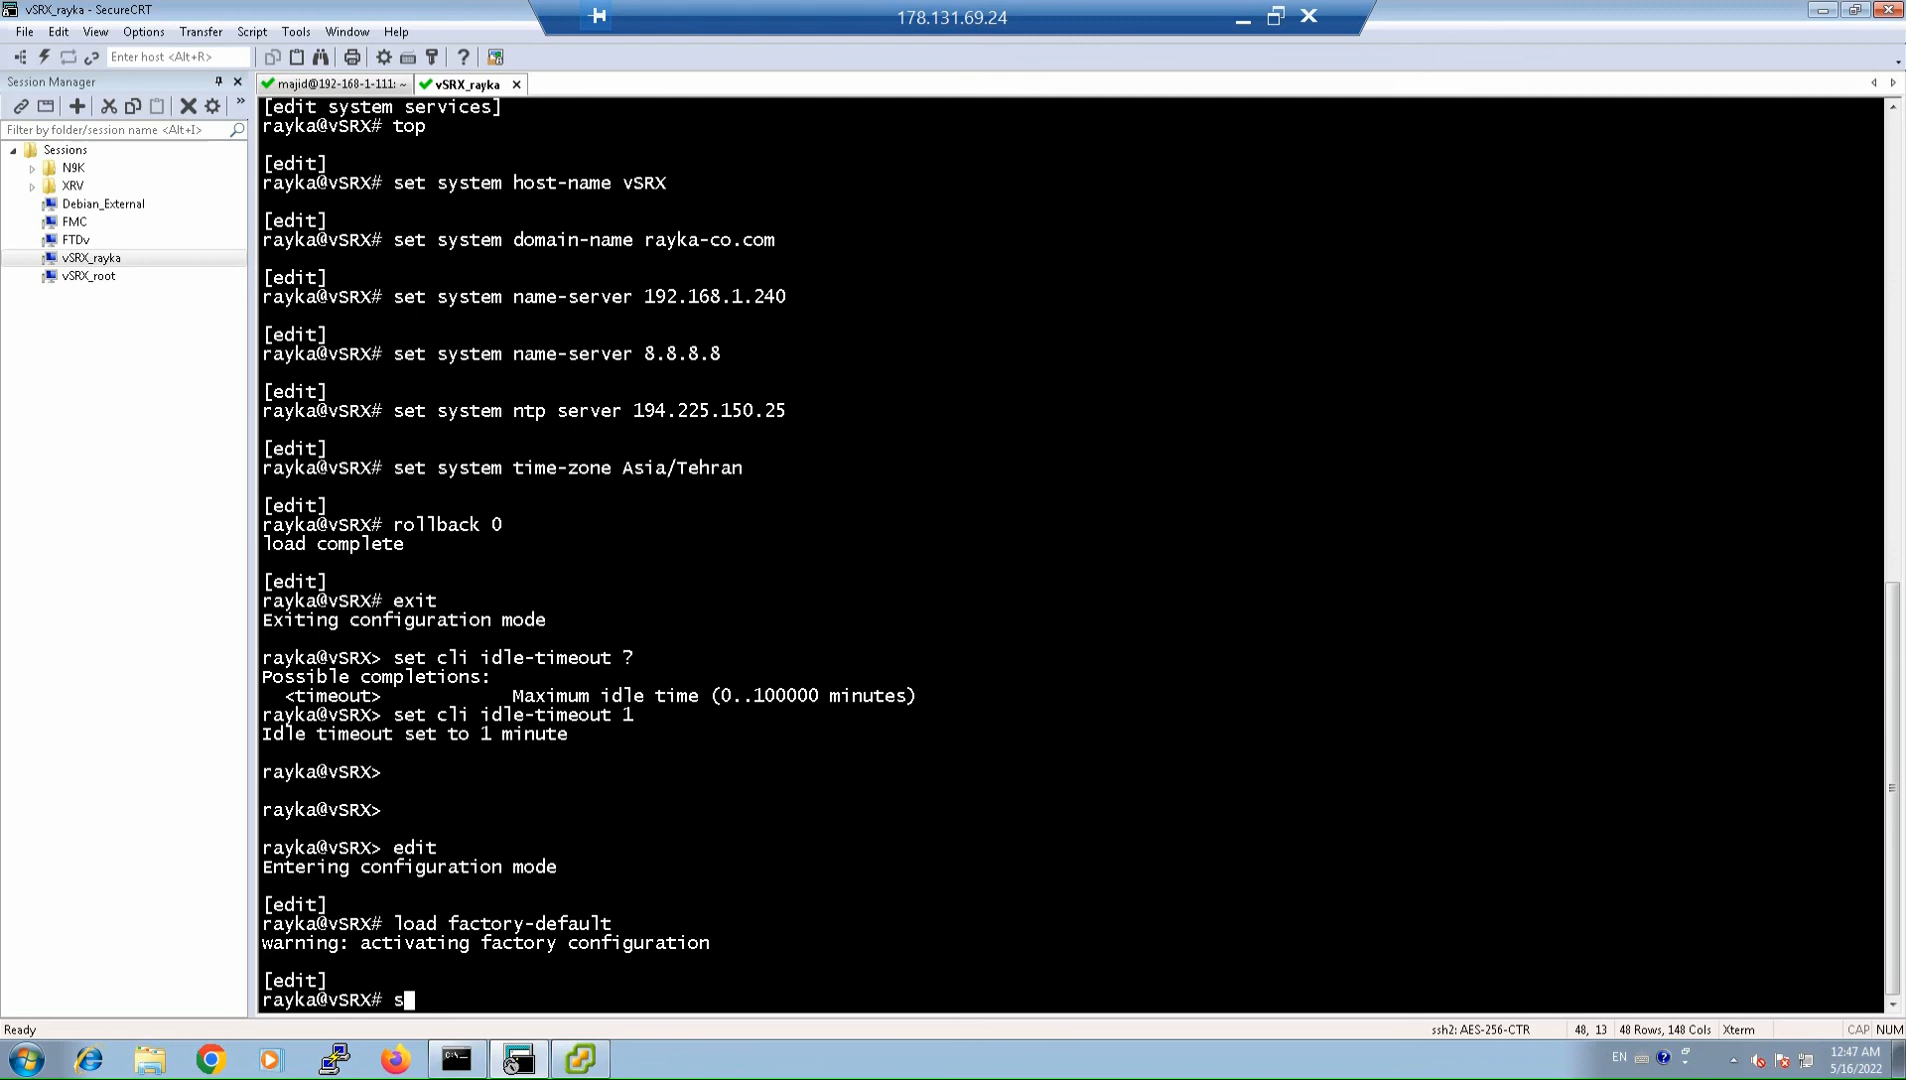 vSRX_rayka - SecureCRT
178.131.69.24
File Edit View Options Transfer Script Tools Window Help
Enter host <Alt+R>
Session Manager
majid@192-168-1-111: ~
vSRX_rayka
Filter by folder/session name <Alt+I>
Sessions
N9K
XRV
Debian_External
FMC
FTDv
vSRX_rayka
vSRX_root
[edit system services]
rayka@vSRX# top
[edit]
rayka@vSRX# set system host-name vSRX
[edit]
rayka@vSRX# set system domain-name rayka-co.com
[edit]
rayka@vSRX# set system name-server 192.168.1.240
[edit]
rayka@vSRX# set system name-server 8.8.8.8
[edit]
rayka@vSRX# set system ntp server 194.225.150.25
[edit]
rayka@vSRX# set system time-zone Asia/Tehran
[edit]
rayka@vSRX# rollback 0
load complete
[edit]
rayka@vSRX# exit
Exiting configuration mode
rayka@vSRX> set cli idle-timeout ?
Possible completions:
<timeout> Maximum idle time (0..100000 minutes)
rayka@vSRX> set cli idle-timeout 1
Idle timeout set to 1 minute
rayka@vSRX>
rayka@vSRX>
rayka@vSRX> edit
Entering configuration mode
[edit]
rayka@vSRX# load factory-default
warning: activating factory configuration
[edit]
rayka@vSRX# s
Ready
ssh2: AES-256-CTR 48, 13 48 Rows, 148 Cols Xterm CAP NUM
EN
12:47 AM
5/16/2022